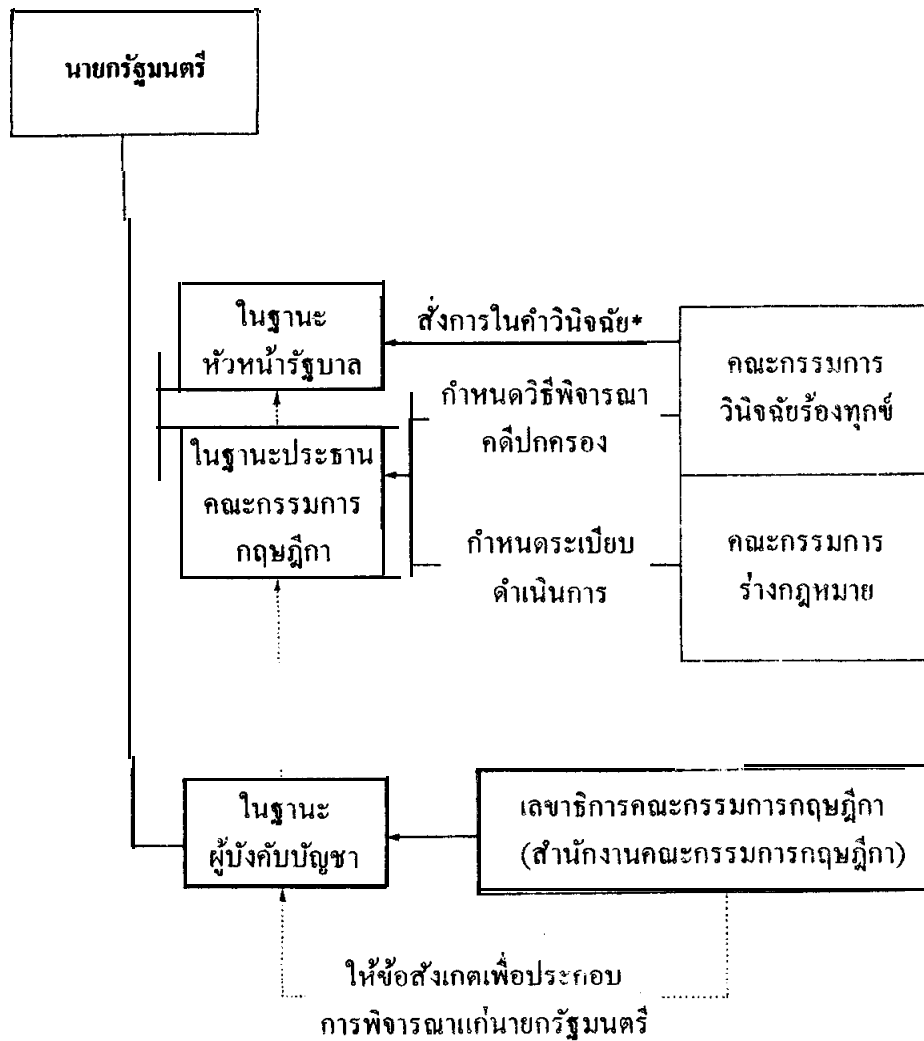 นายกรัฐมนตรี
ในฐานะ
หัวหน้ารัฐบาล
สั่งการในคำวินิจฉัย*
คณะกรรมการ
วินิจฉัยร้องทุกข์
กำหนดวิธีพิจารณา
คดีปกครอง
ในฐานะประธาน
คณะกรรมการ
กฤษฎีกา
กำหนดระเบียบ
ดำเนินการ
คณะกรรมการ
ร่างกฎหมาย
ในฐานะ
ผู้บังคับบัญชา
เลขาธิการคณะกรรมการกฤษฎีกา
(สำนักงานคณะกรรมการกฤษฎีกา)
ให้ข้อสังเกตเพื่อประกอบ
การพิจารณาแก่นายกรัฐมนตรี